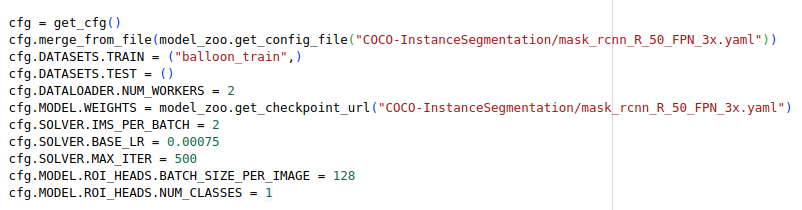 cfg = get_cfg()
cfg.merge_from_file(model_zoo.get_config_file("COCO-InstanceSegmentation/mask_rcnn_R_50_FPN_3x.yaml"))
cfg.DATASETS.TRAIN = ("balloon_train",)
cfg.DATASETS.TEST = ()
cfg.DATALOADER.NUM_WORKERS = 2
cfg.MODEL.WEIGHTS = model_zoo.get_checkpoint_url("COCO-InstanceSegmentation/mask_rcnn_R_50_FPN_3x.yaml")
cfg.SOLVER.IMS_PER_BATCH = 2
cfg.SOLVER.BASE_LR = 0.00075
cfg.SOLVER.MAX_ITER = 500
cfg.MODEL.ROI_HEADS.BATCH_SIZE_PER_IMAGE = 128
cfg.MODEL.ROI_HEADS.NUM_CLASSES = 1